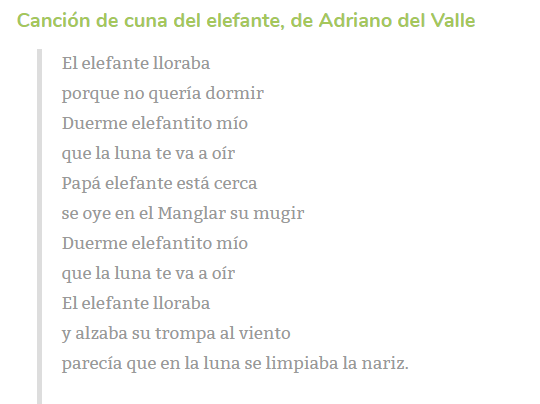 Canción de cuna del elefante, de Adriano del Valle
El elefante lloraba
porque no quería dormir
Duerme elefantito mío
que la luna te va a oír
Papá elefante está cerca
se oye en el Manglar su mugir
Duerme elefantito mío
que la luna te va a oír
El elefante lloraba
y alzaba su trompa al viento
parecía que en la luna se limpiaba la nariz.